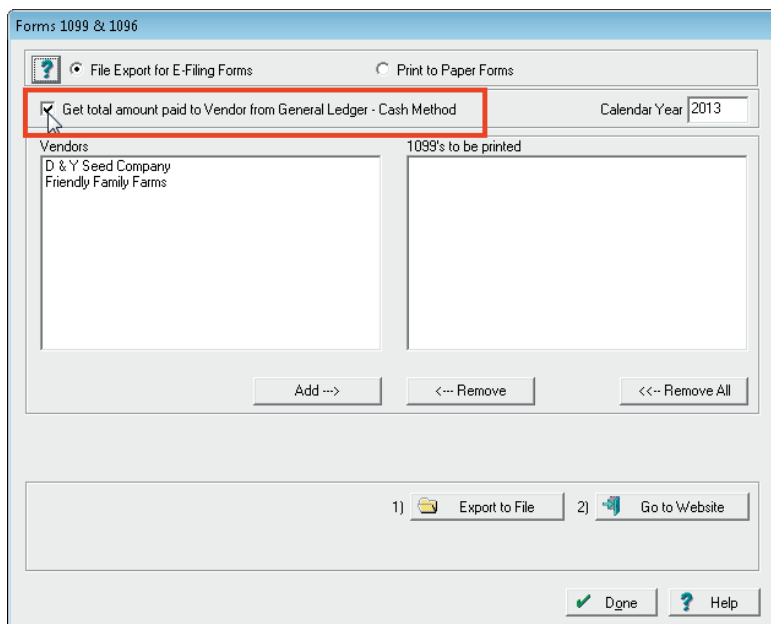 Forms 1099 & 1096
? File Export for E-Filing Forms Print to Paper Forms
Get total amount paid to Vendor from General Ledger - Cash Method Calendar Year 2013
Vendors 1099's to be printed
D & Y Seed Company
Friendly Family Farms
Add ---> <--- Remove <<-- Remove All
1) Export to File 2) Go to Website
Done ? Help